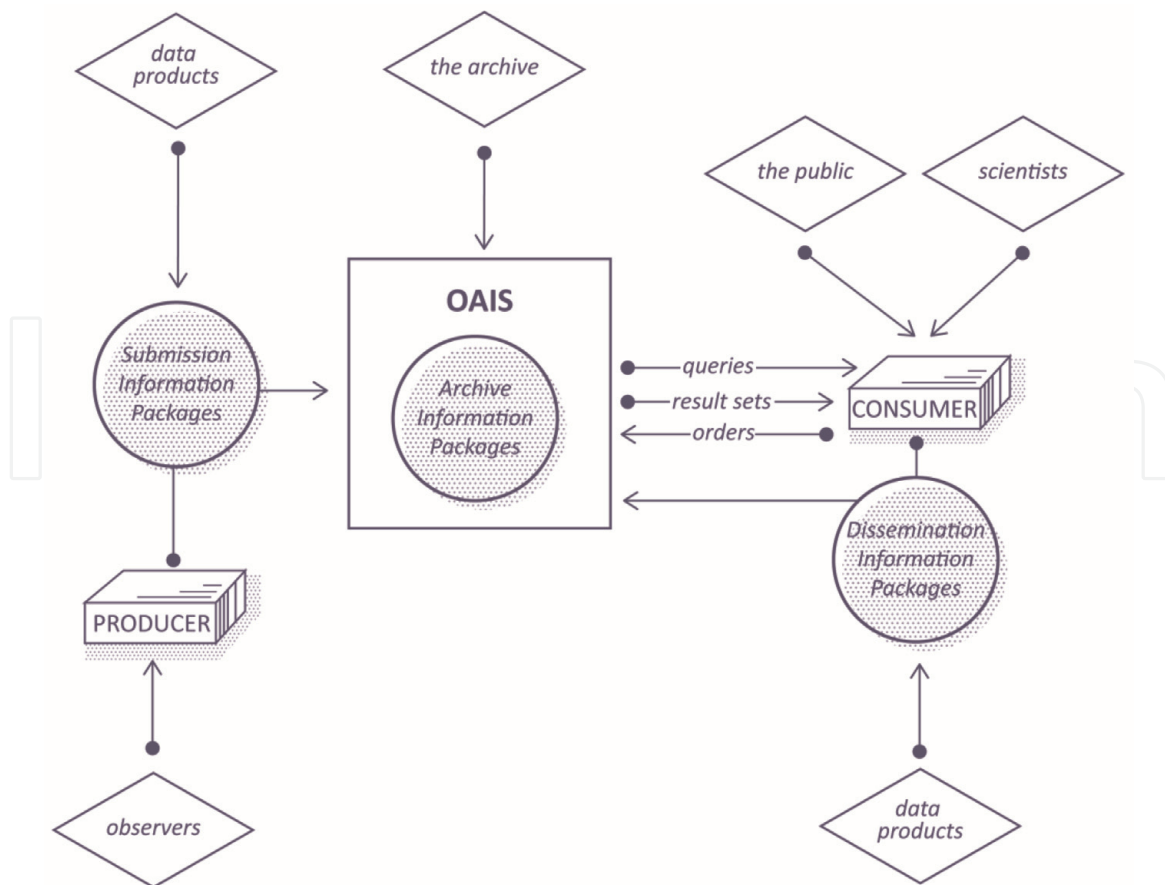 data
products
the archive
the public
scientists
OAIS
Submission
Information
Packages
Archive
Information
Packages
queries
result sets
orders
CONSUMER
Dissemination
Information
Packages
PRODUCER
observers
data
products